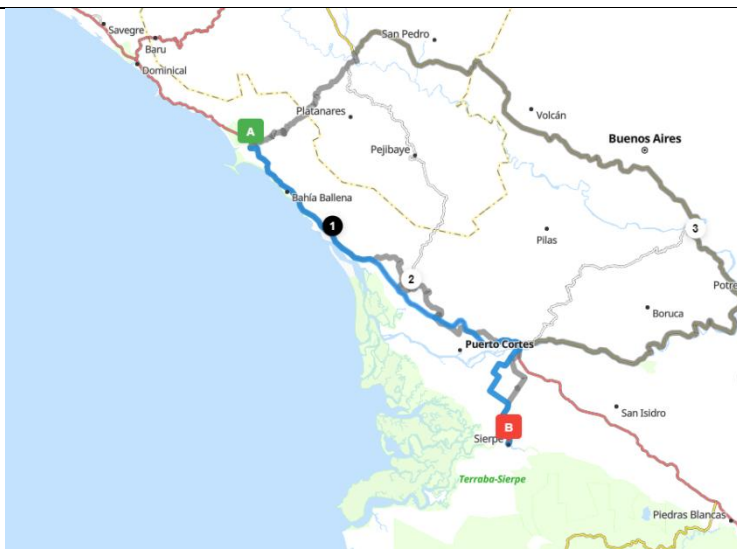 Savegre
San Pedro
Baru
Dominical
Platanares
Volcán
A
Buenos Aires
Pejibaye
Bahía Ballena
1
3
Pilas
2
Potre
Boruca
Puerto Cortes
San Isidro
B
Sierpe
Terraba-Sierpe
Piedras Blancas